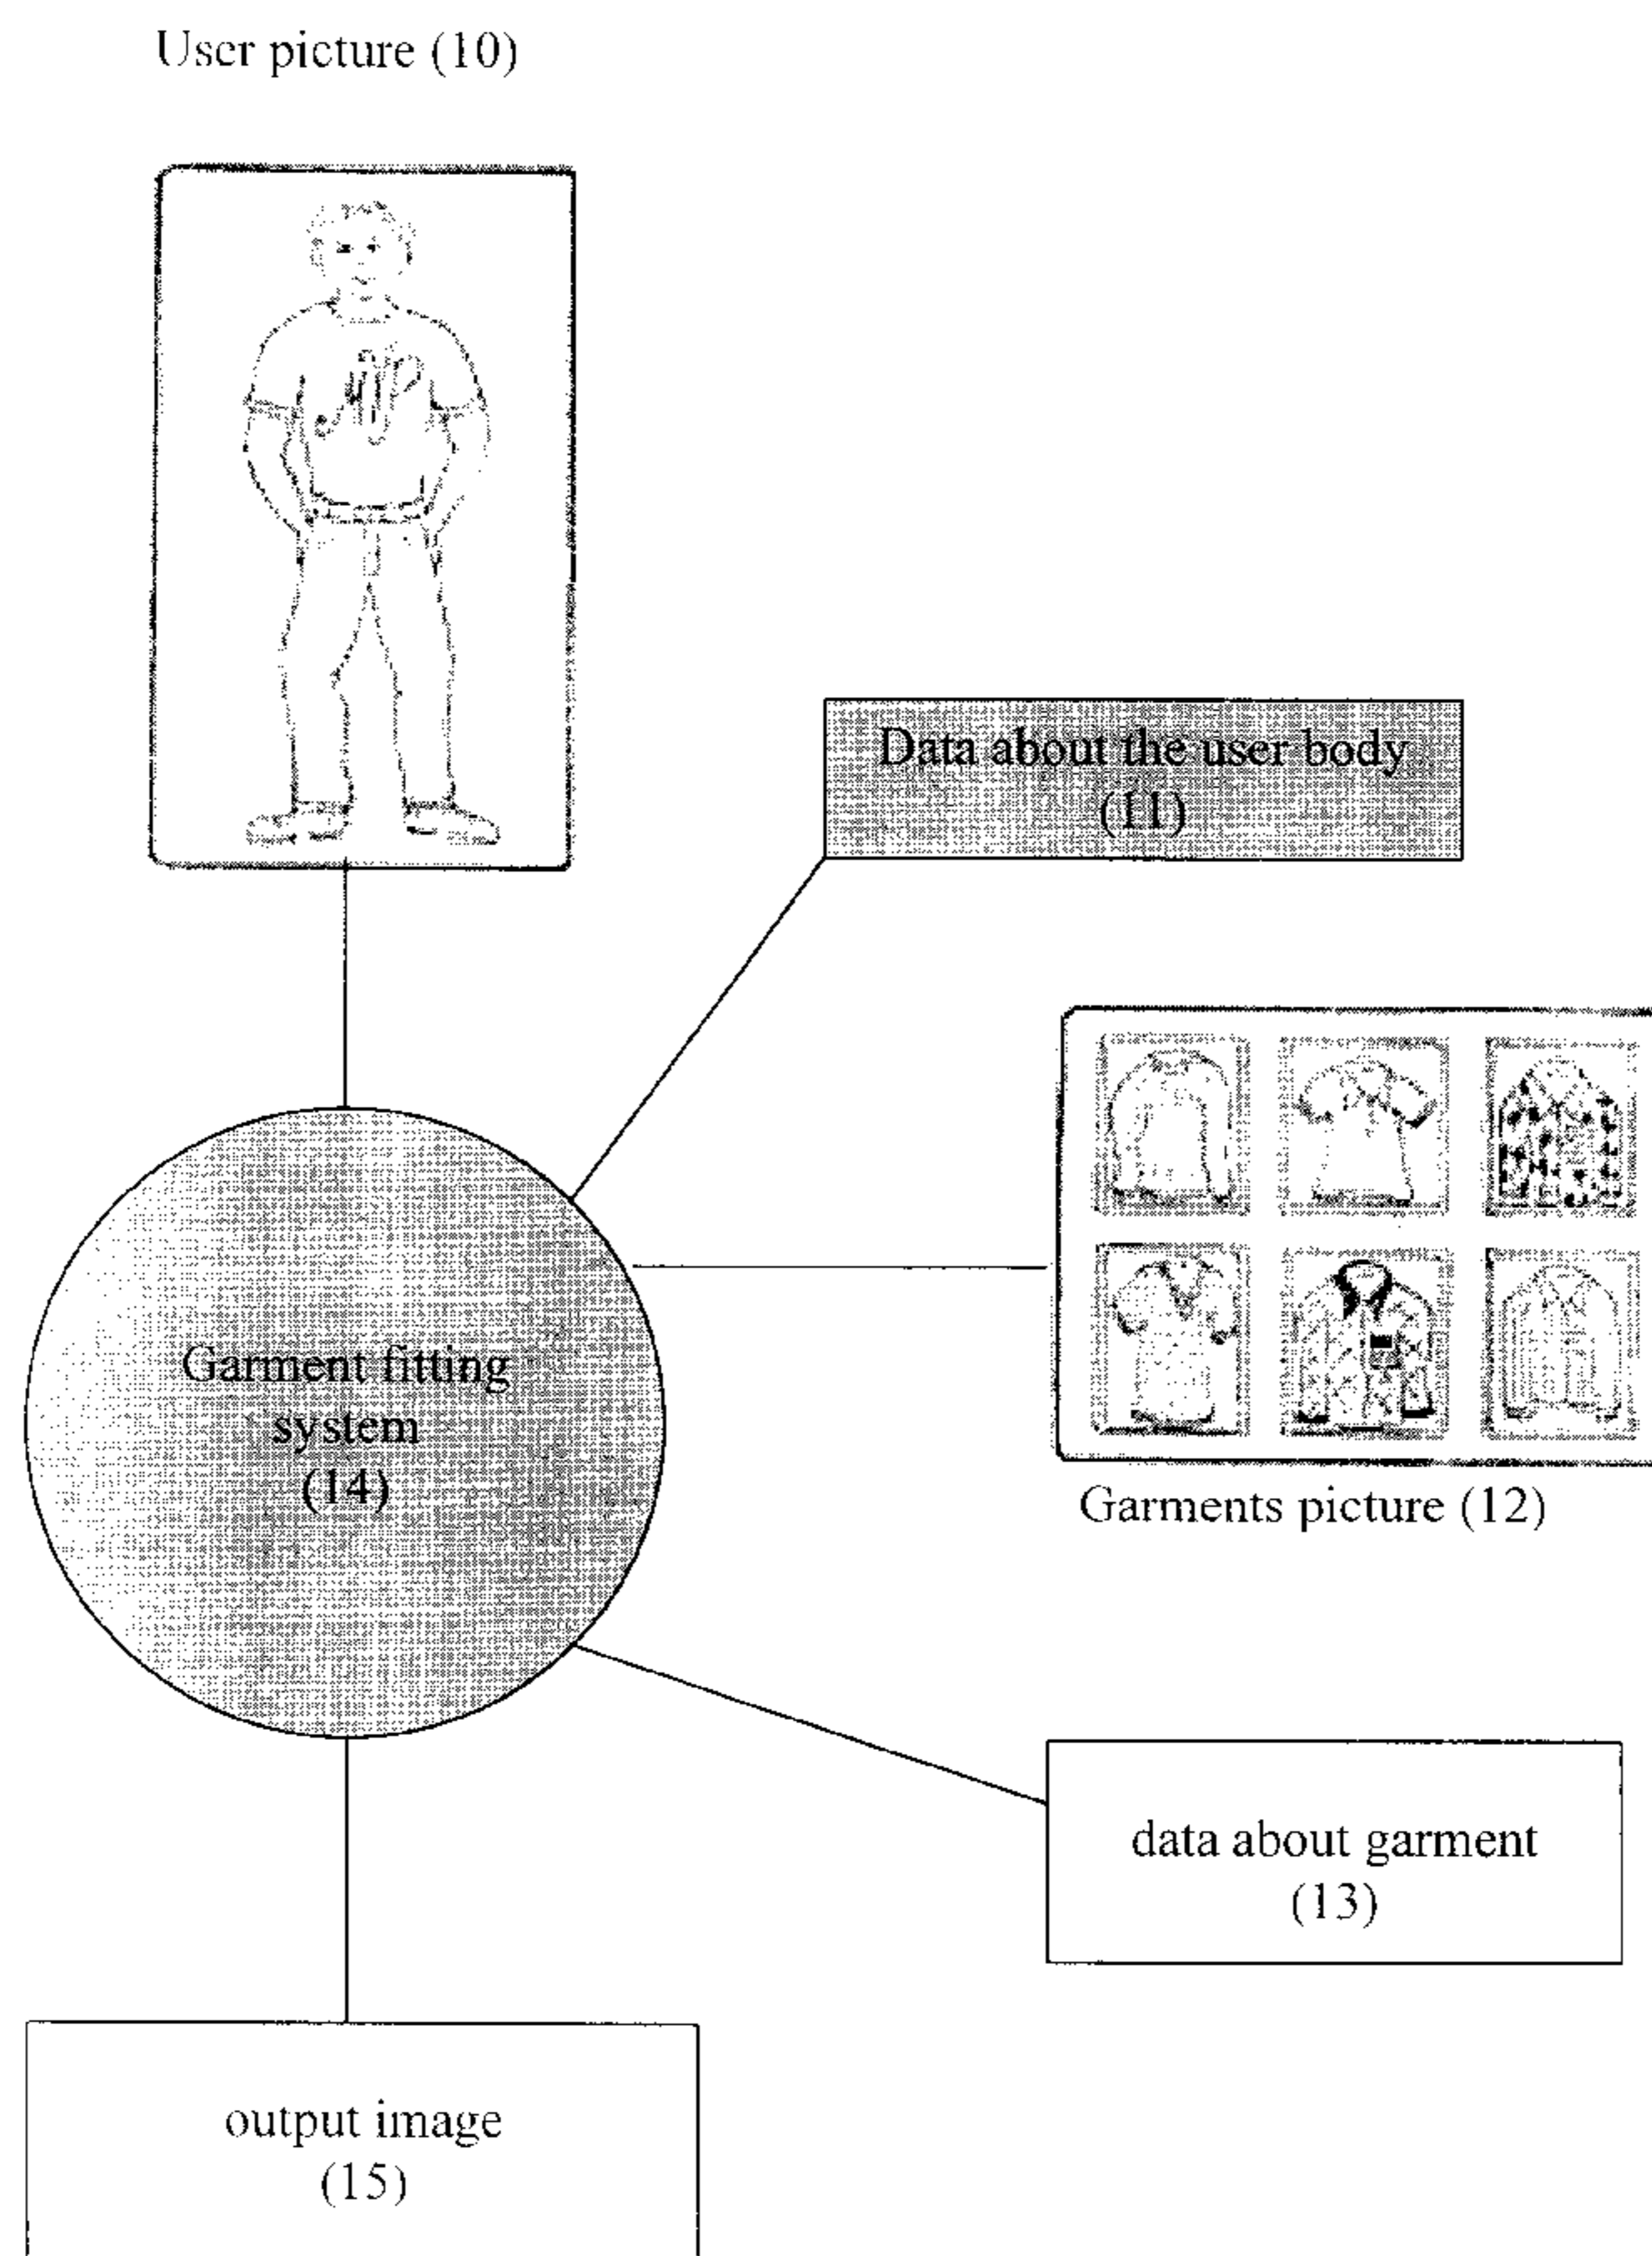 User picture (10)
Data about the user body
(11)
Garment fitting
system
(14)
Garments picture (12)
data about garment
(13)
output image
(15)